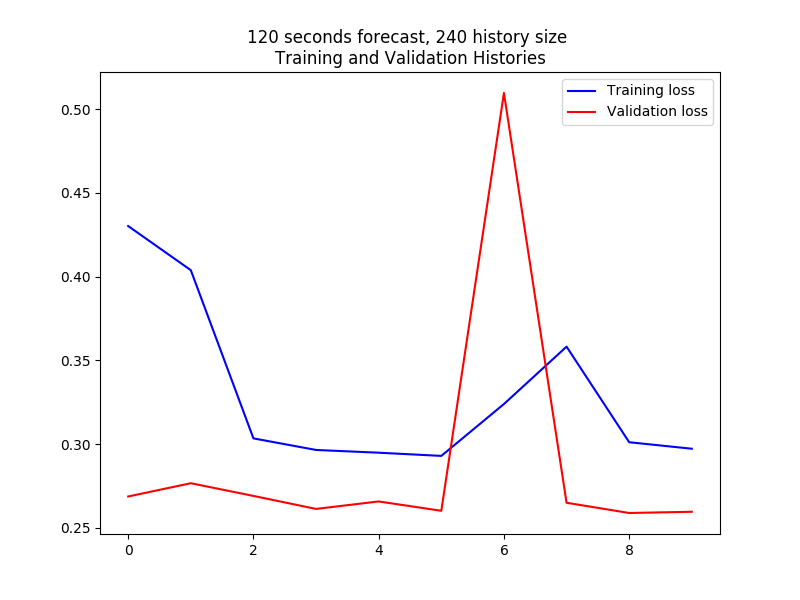 120 seconds forecast, 240 history size
Training and Validation Histories
Training loss
Validation loss
0.50
0.45
0.40
0.35
0.30
0.25
0 2 4 6 8